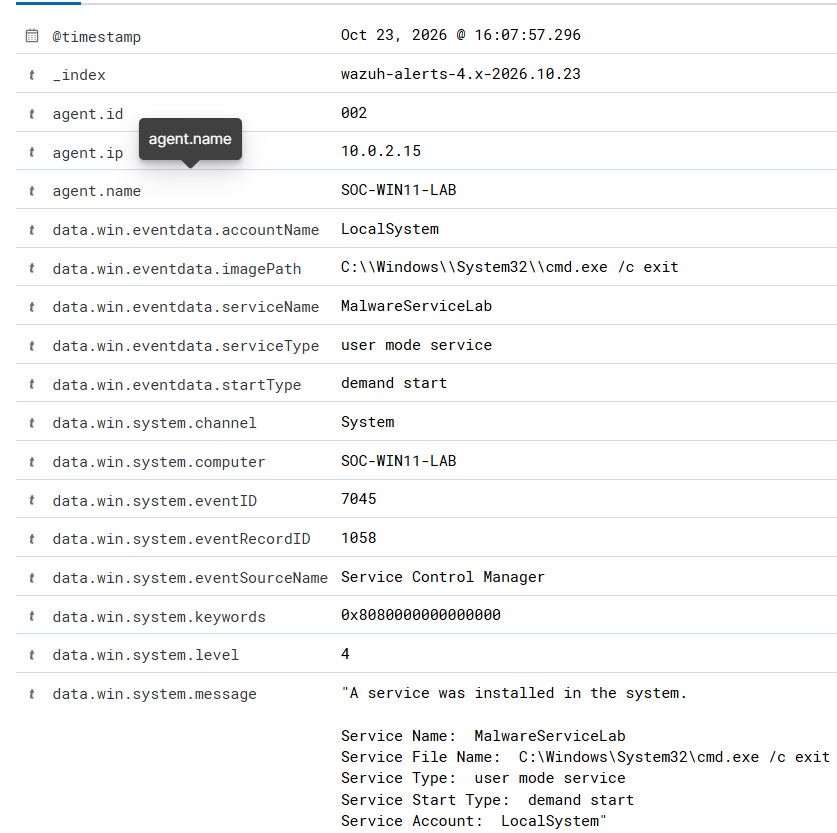 @timestamp Oct 23, 2026 @ 16:07:57.296
t _index wazuh-alerts-4.x-2026.10.23
t agent.id 002
agent.name
t agent.ip 10.0.2.15
t agent.name SOC-WIN11-LAB
t data.win.eventdata.accountName LocalSystem
t data.win.eventdata.imagePath C:\\Windows\\System32\\cmd.exe /c exit
t data.win.eventdata.serviceName MalwareServiceLab
t data.win.eventdata.serviceType user mode service
t data.win.eventdata.startType demand start
t data.win.system.channel System
t data.win.system.computer SOC-WIN11-LAB
t data.win.system.eventID 7045
t data.win.system.eventRecordID 1058
t data.win.system.eventSourceName Service Control Manager
t data.win.system.keywords 0x8080000000000000
t data.win.system.level 4
t data.win.system.message "A service was installed in the system.
Service Name:  MalwareServiceLab
Service File Name:  C:\Windows\System32\cmd.exe /c exit
Service Type:  user mode service
Service Start Type:  demand start
Service Account:  LocalSystem"